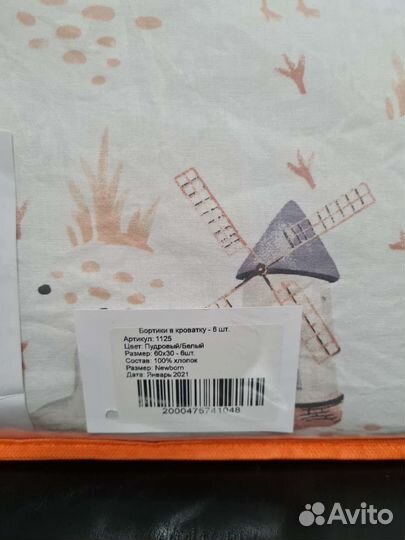 Бортики в кроватку - 6 шт.
Артикул: 1125
Цвет: Пудровый/Белый
Размер: 60х30 - 6шт.
Состав: 100% хлопок
Размер: Newborn
Дата: Январь 2021
2000475741048
Avito